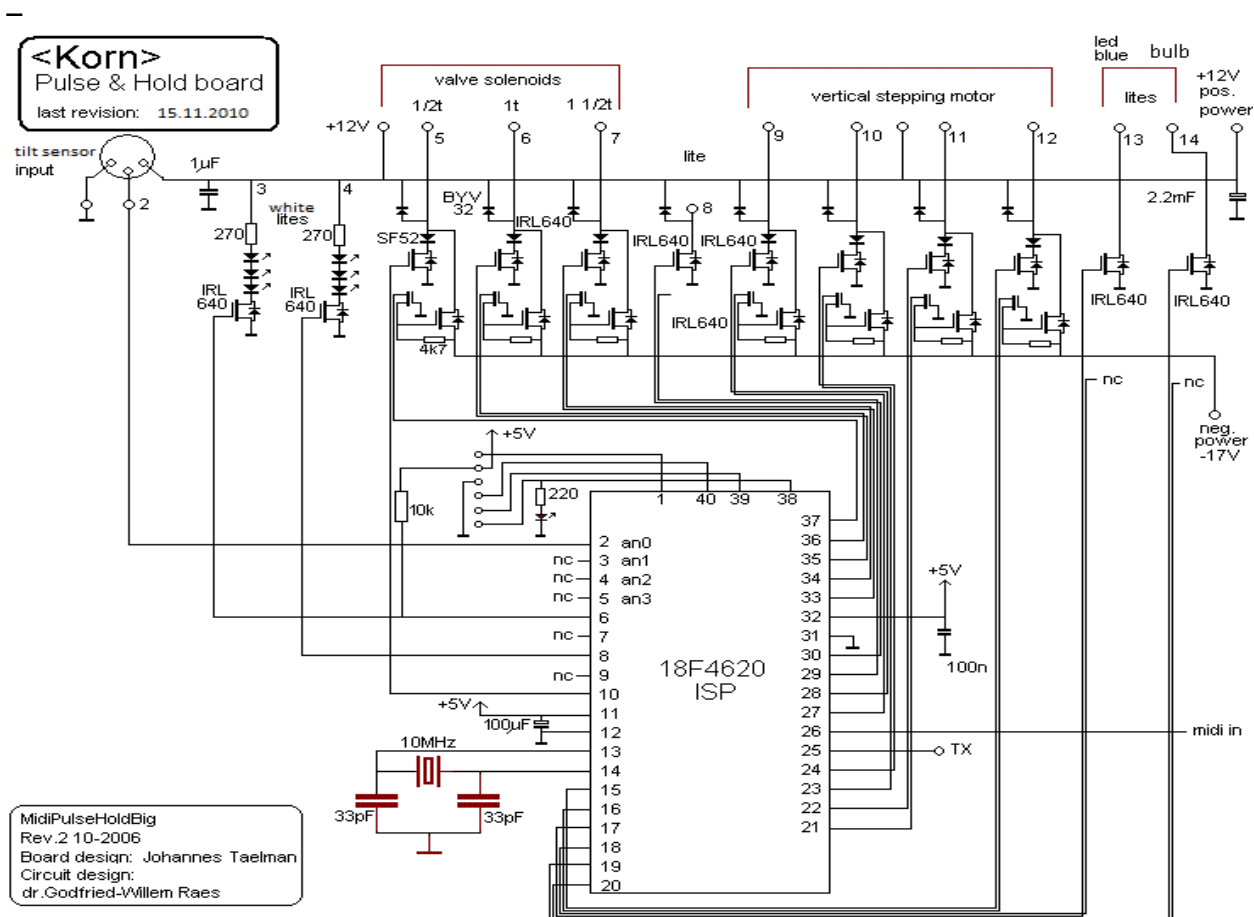 <Korn>
Pulse & Hold board
last revision: 15.11.2010
valve solenoids
1/2t 1t 1 1/2t
+12V 5 6 7
vertical stepping motor
9 10 11 12
led blue
bulb
lites
13 14
+12V
pos.
power
tilt sensor
input
2
1µF
3 4
white
lites
270 270
lite
8
BYV
32
SF52
IRL640
IRL640 IRL640
2.2mF
IRL
640
IRL
640
IRL640
IRL640 IRL640
4k7
nc nc
neg.
power
-17V
+5V
10k
220
1 40 39 38
2 an0
nc 3 an1
nc 4 an2
nc 5 an3
6
nc 7
8
nc 9
10
+5V 11
100µF 12
13
14
15
16
17
18
19
20
18F4620
ISP
37
36
35
34
33
32
31
30
29
28
27
26
25
24
23
22
21
+5V
100n
midi in
TX
10MHz
33pF 33pF
MidiPulseHoldBig
Rev.2 10-2006
Board design: Johannes Taelman
Circuit design:
dr.Godfried-Willem Raes